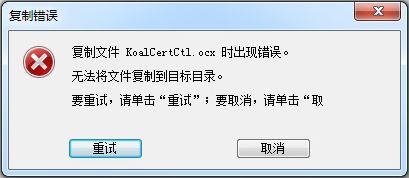 复制错误
复制文件 KoalCertCtl.ocx 时出现错误。
无法将文件复制到目标目录。
要重试，请单击“重试”；要取消，请单击“取
重试
取消